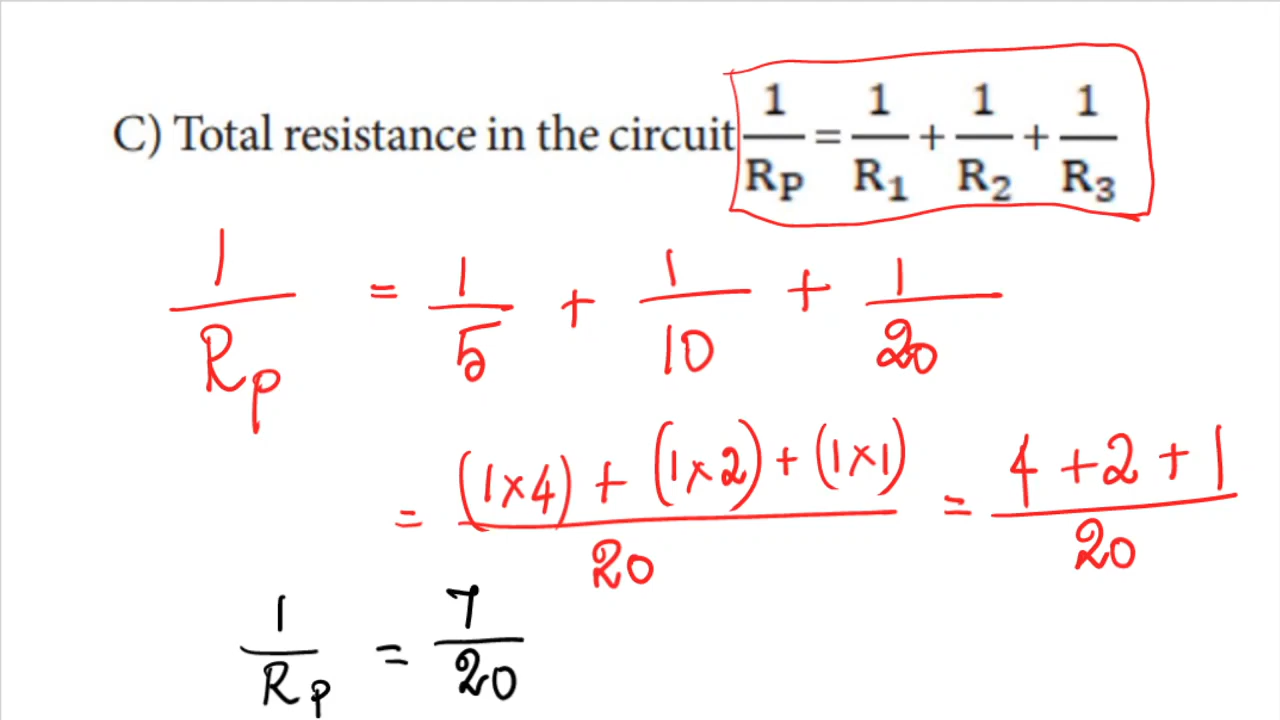 C) Total resistance in the circuit 1/RP = 1/R1 + 1/R2 + 1/R3
1/Rp = 1/5 + 1/10 + 1/20
= (1×4) + (1×2) + (1×1) / 20 = 4+2+1 / 20
1/Rp = 7/20